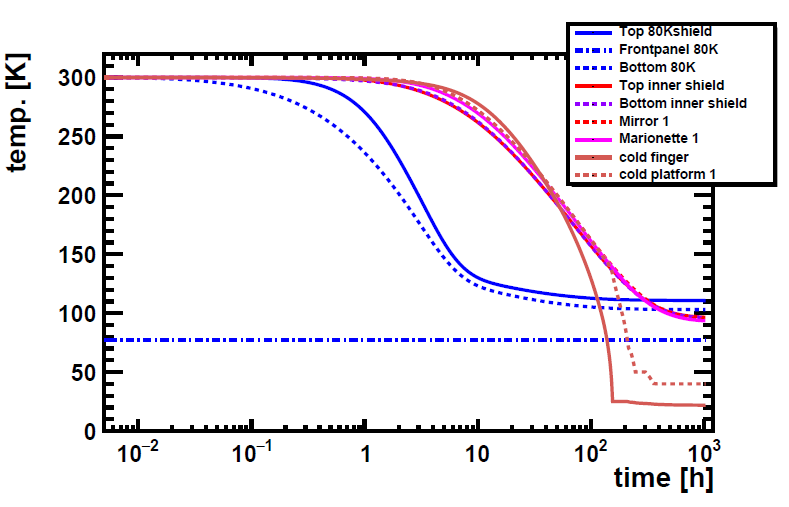 Top 80Kshield
Frontpanel 80K
Bottom 80K
Top inner shield
Bottom inner shield
Mirror 1
Marionette 1
cold finger
cold platform 1
temp. [K]
300
250
200
150
100
50
0
10⁻² 10⁻¹ 1 10 10² 10³
time [h]